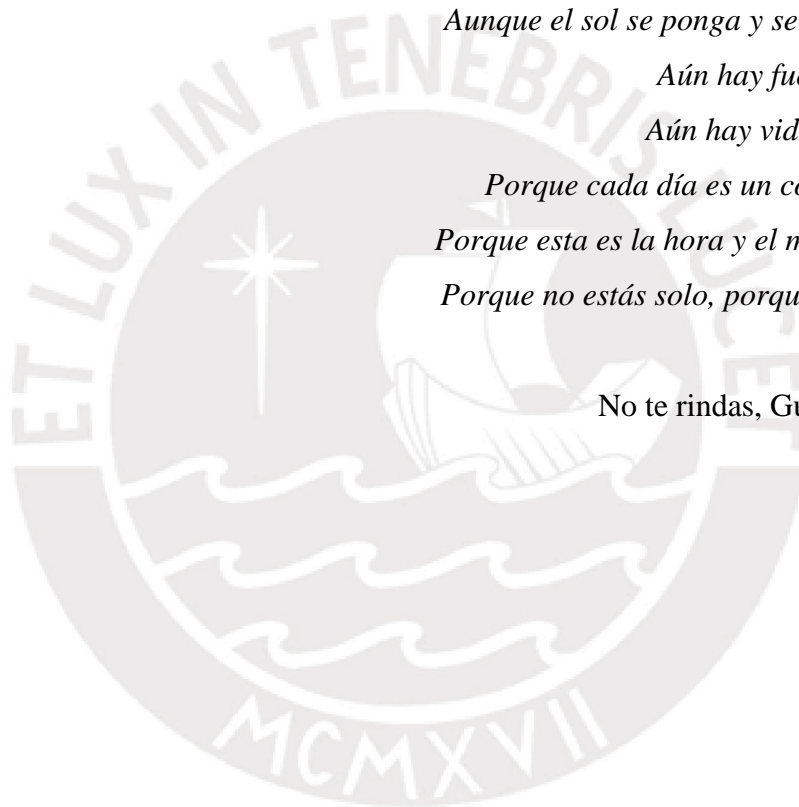 Aunque el sol se ponga y se
Aún hay
Aún hay
Porque cada día es un
Porque esta es la hora y el
Porque no estás solo,
No te rindas,
ET LUX IN TENEBRIS LUCET
MCMXVII